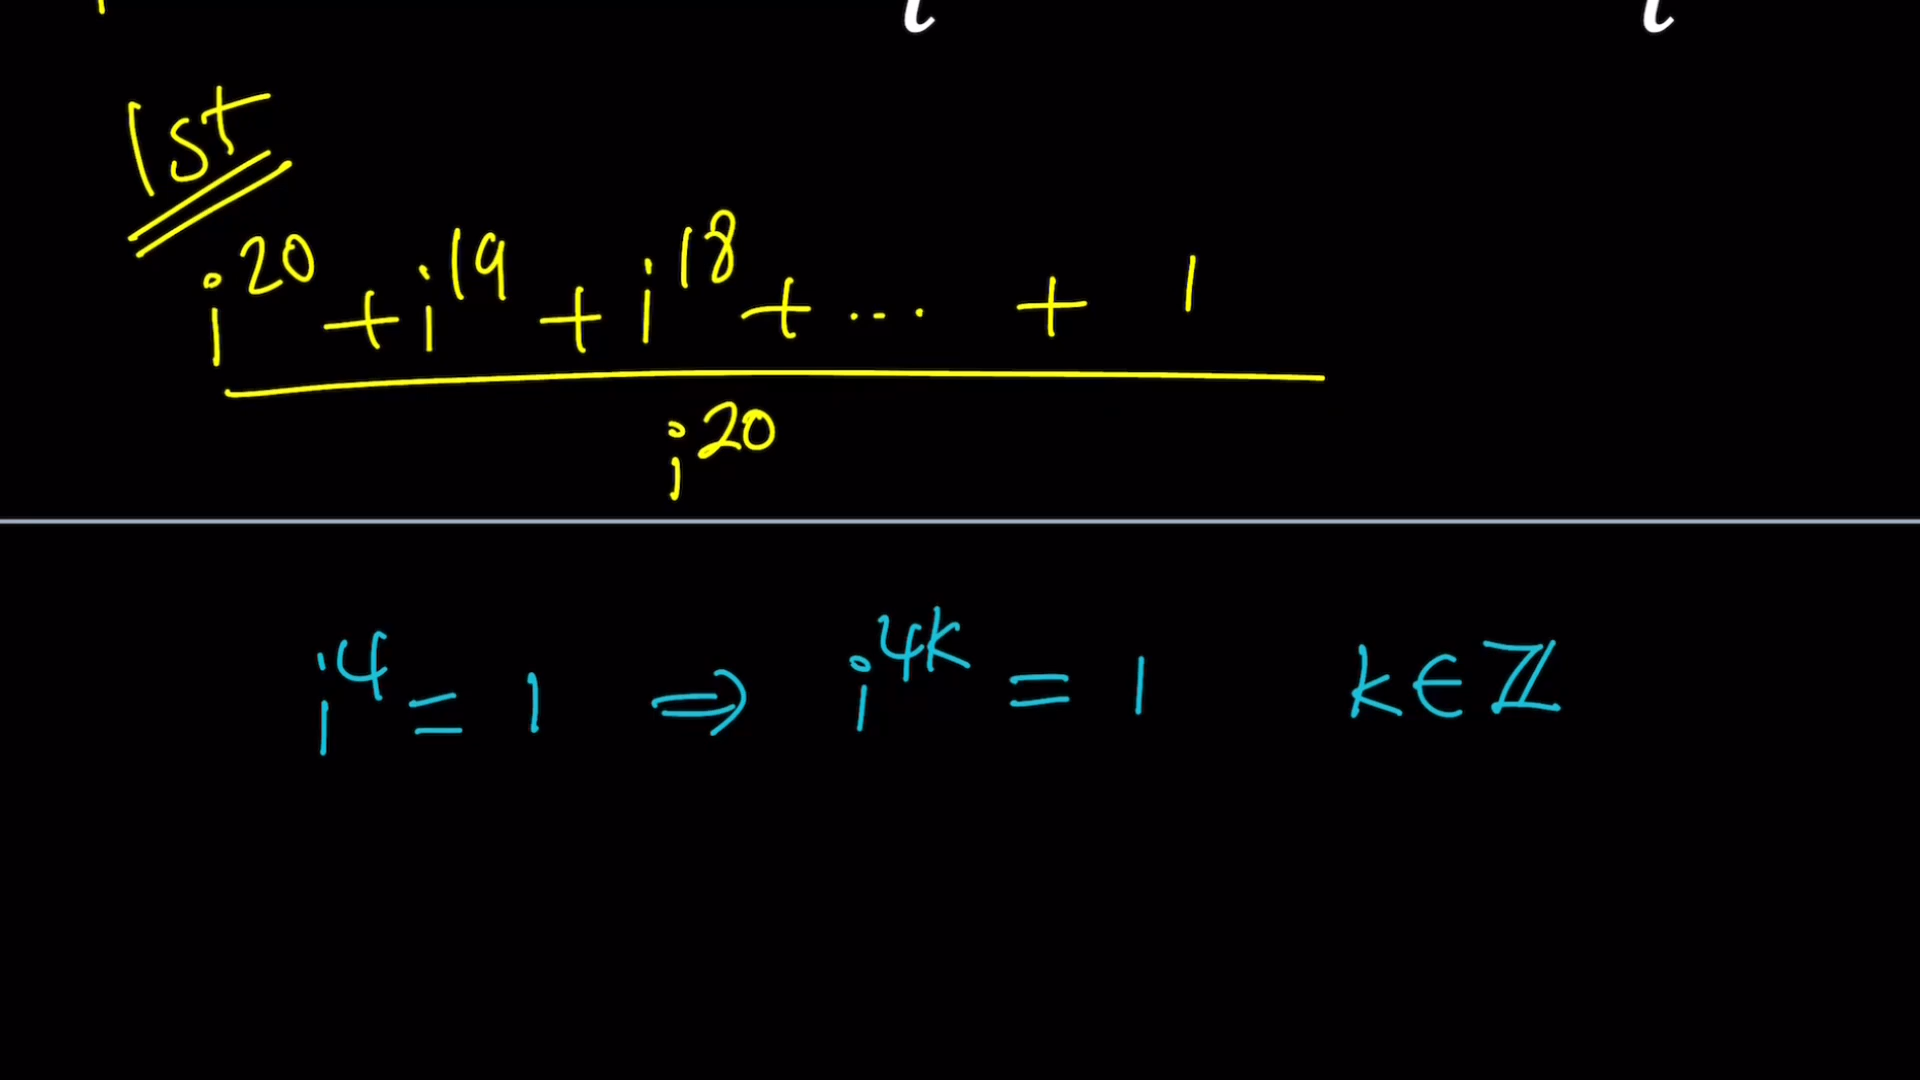 1st
i^20 + i^19 + i^18 + ... + 1
i^20
i^4 = 1 ⇒ i^4k = 1 k ∈ ℤ